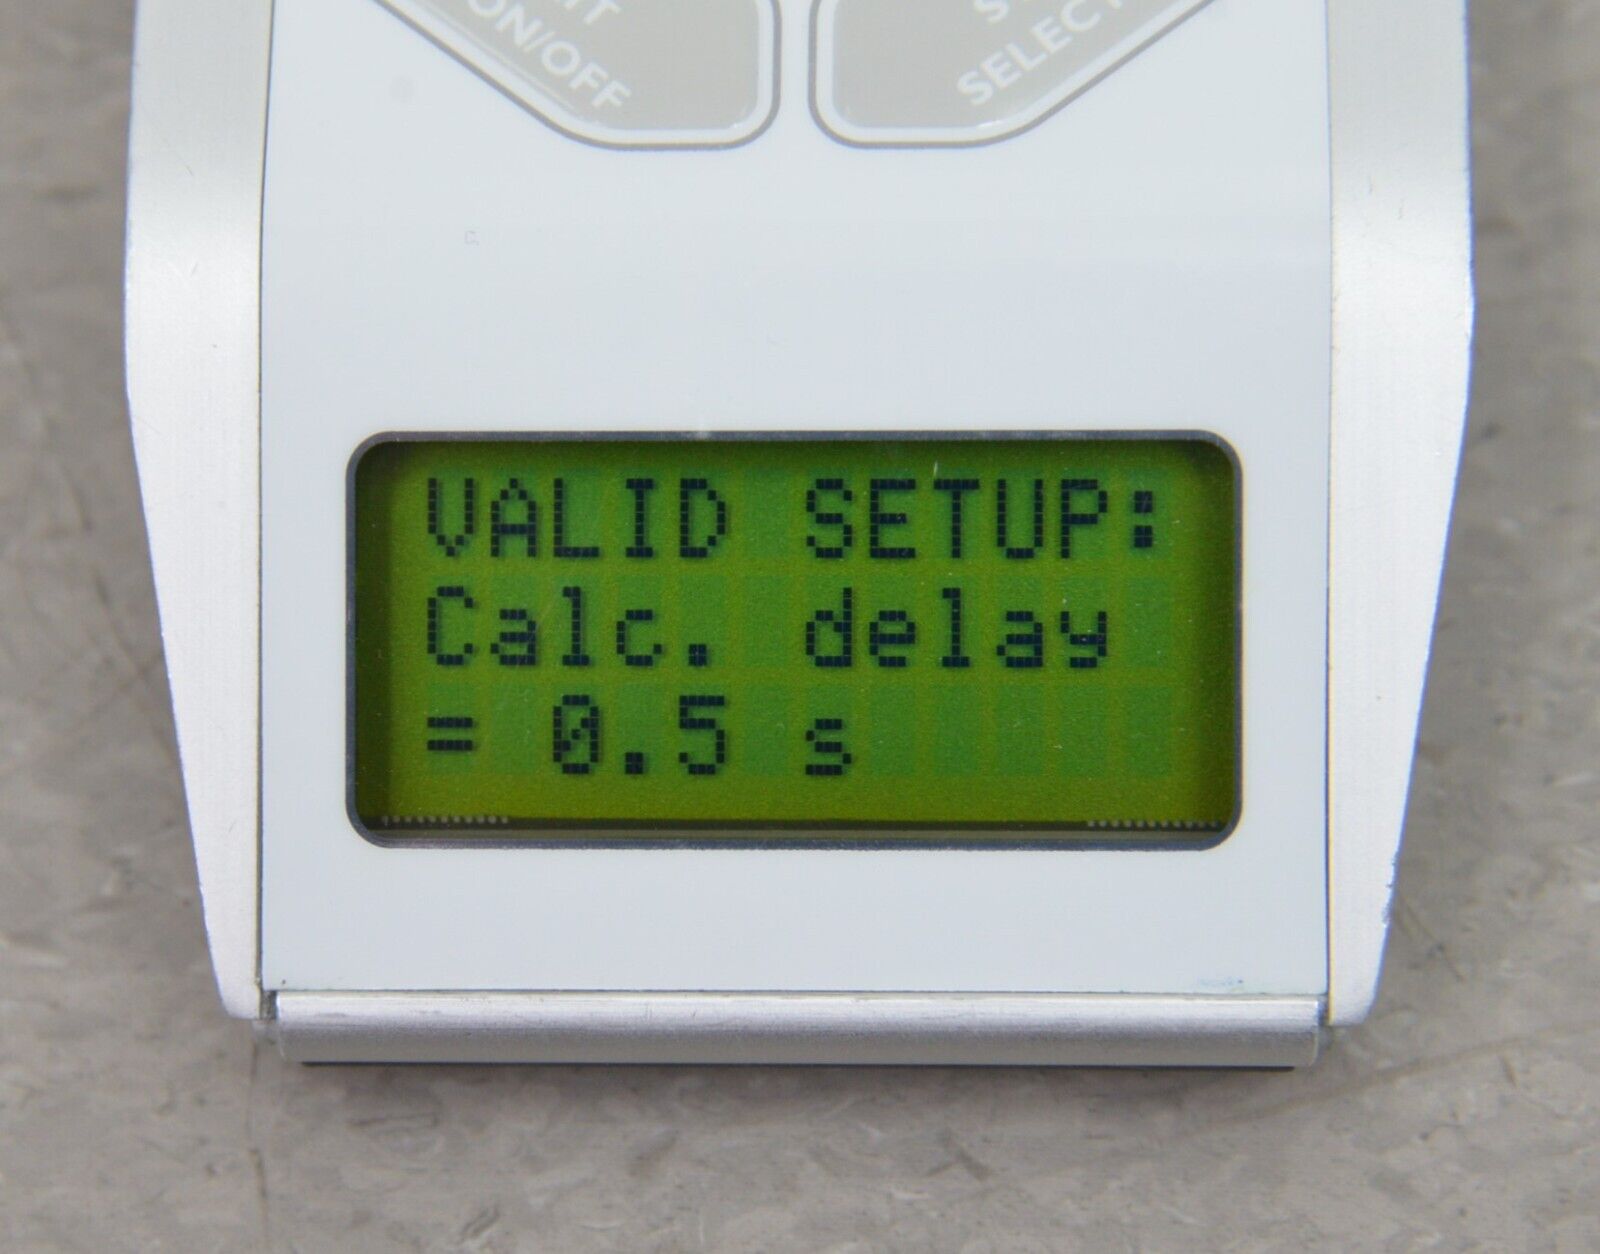 ON/OFF
SELECT
VALID SETUP:
Calc. delay
= 0.5 s